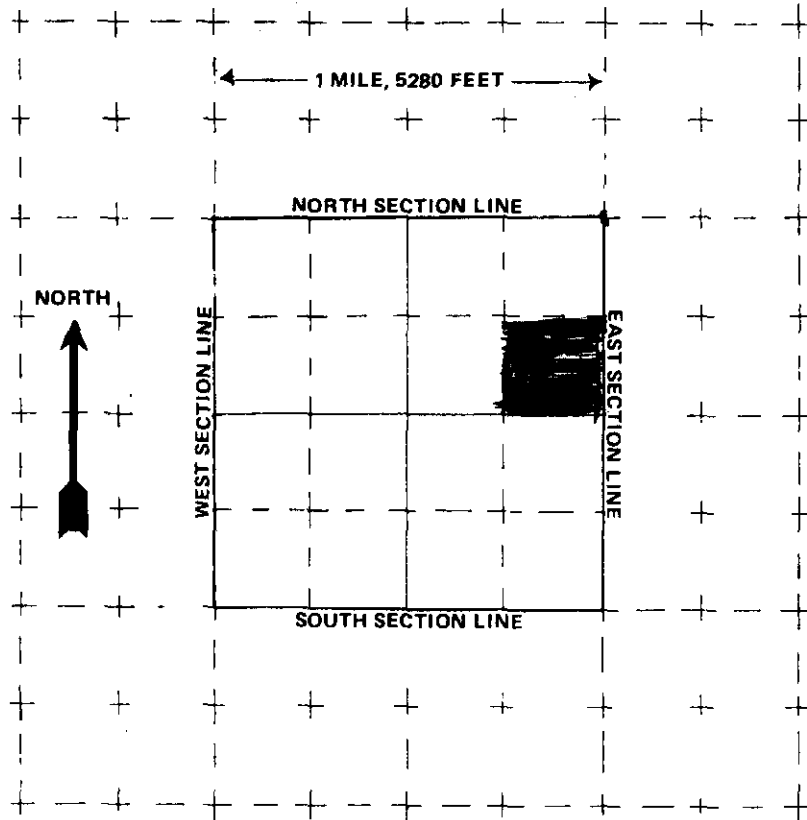 1 MILE, 5280 FEET
NORTH SECTION LINE
NORTH
WEST SECTION LINE
EAST SECTION LINE
SOUTH SECTION LINE